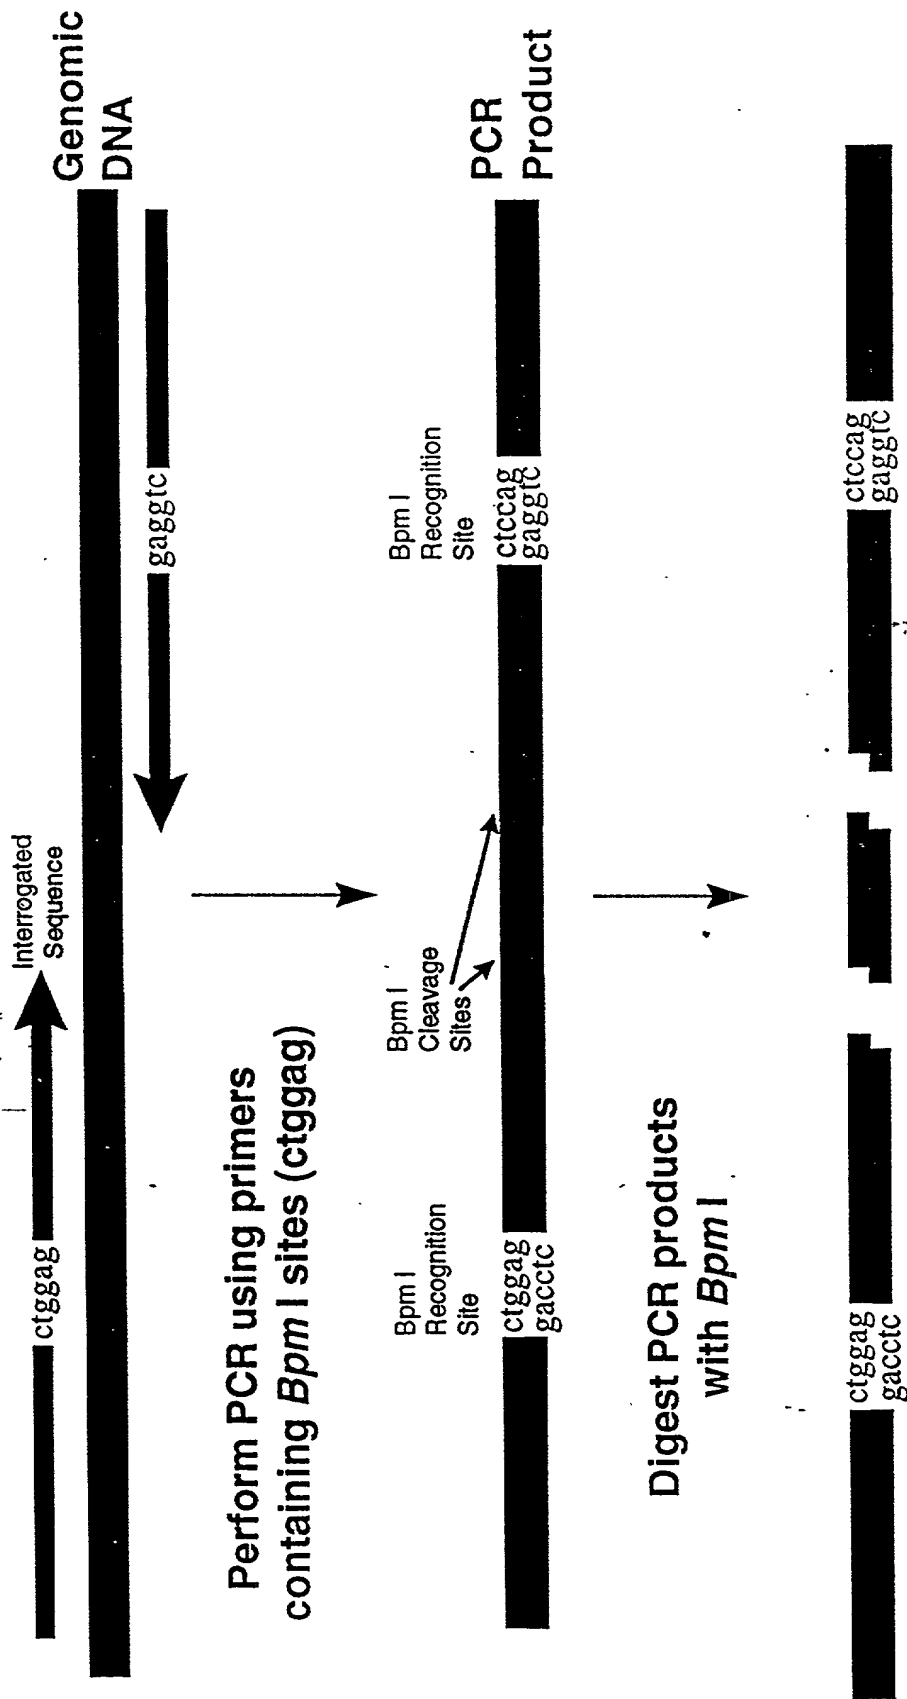 ctggag
Interrogated
Sequence
Genomic
DNA
gaggtc
Perform PCR using primers
containing Bpm I sites (ctggag)
Bpm I
Recognition
Site
Bpm I
Cleavage
Sites
Bpm I
Recognition
Site
ctggag
gacctc
ctccag
gaggtc
PCR
Product
Digest PCR products
with Bpm I
ctggag
gacctc
ctccag
gaggtc